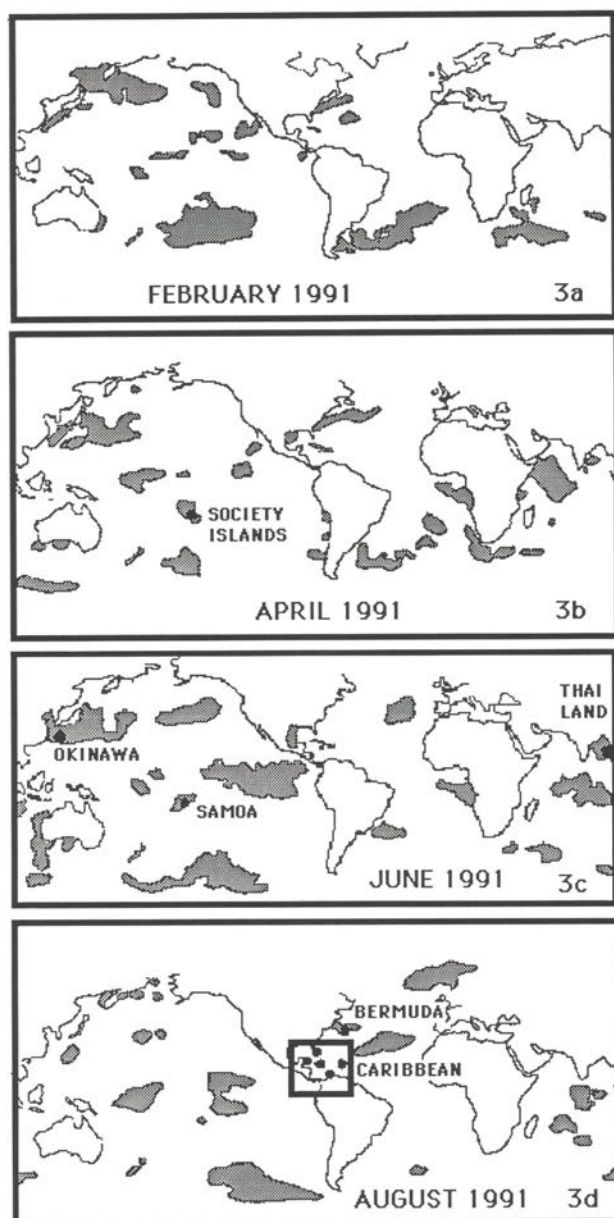 FEBRUARY 1991 3a
SOCIETY
ISLANDS
APRIL 1991 3b
THAI
LAND
OKINAWA
SAMOA
JUNE 1991 3c
BERMUDA
CARIBBEAN
AUGUST 1991 3d